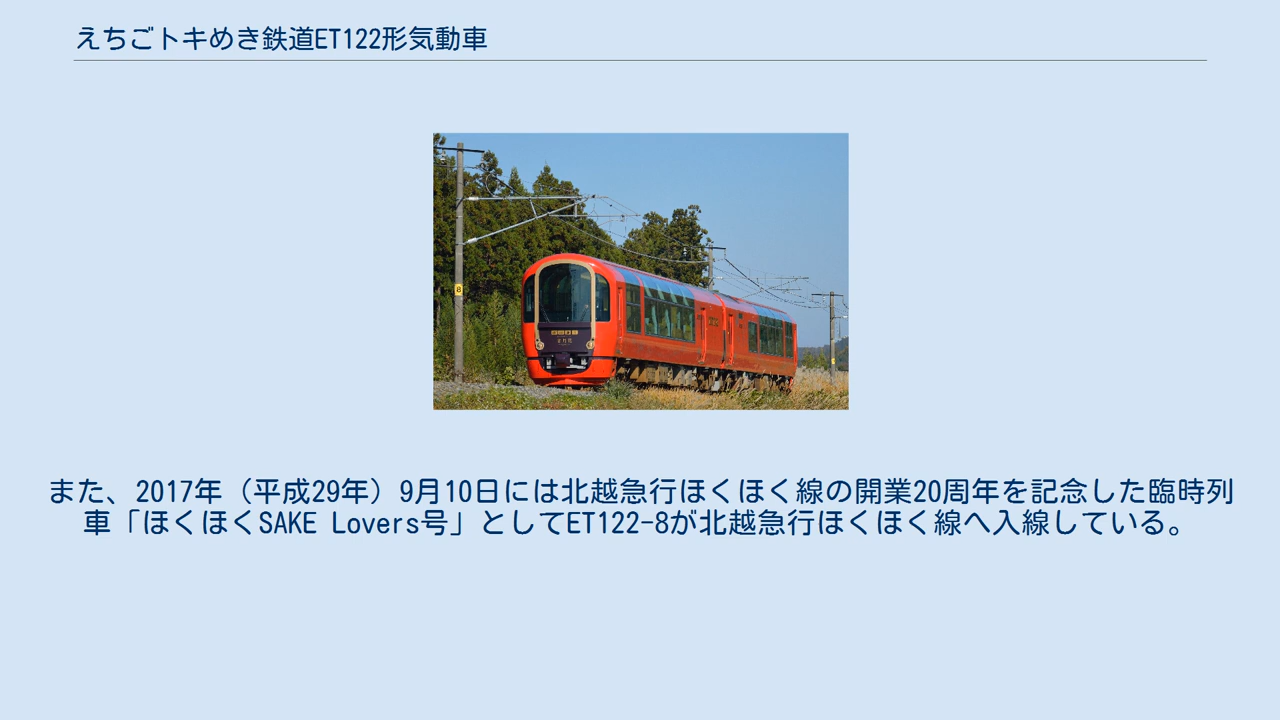 えちごトキめき鉄道ET122形気動車
8
また、2017年（平成29年）9月10日には北越急行ほくほく線の開業20周年を記念した臨時列
車「ほくほくSAKE Lovers号」としてET122-8が北越急行ほくほく線へ入線している。